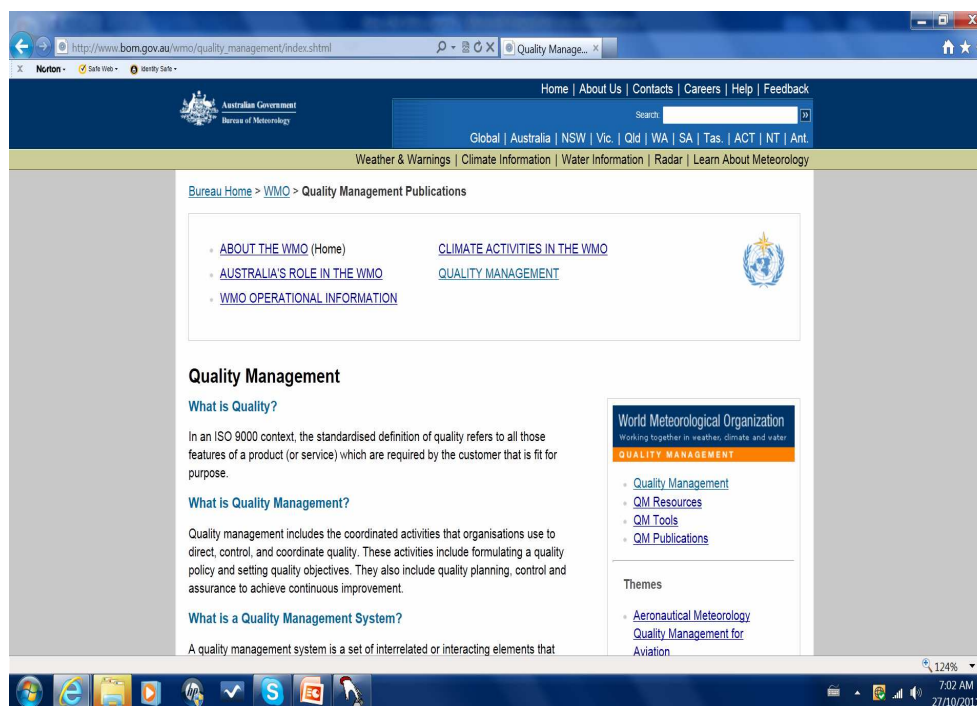 http://www.bom.gov.au/wmo/quality_management/index.shtml
Quality Manage...
X Norton - Safe Web - Identity Safe -
Australian Government
Bureau of Meteorology
Home | About Us | Contacts | Careers | Help | Feedback
Search:
Global | Australia | NSW | Vic. | Qld | WA | SA | Tas. | ACT | NT | Ant.
Weather & Warnings | Climate Information | Water Information | Radar | Learn About Meteorology
Bureau Home > WMO > Quality Management Publications
ABOUT THE WMO (Home)
AUSTRALIA'S ROLE IN THE WMO
WMO OPERATIONAL INFORMATION
CLIMATE ACTIVITIES IN THE WMO
QUALITY MANAGEMENT
Quality Management
What is Quality?
In an ISO 9000 context, the standardised definition of quality refers to all those
features of a product (or service) which are required by the customer that is fit for
purpose.
What is Quality Management?
Quality management includes the coordinated activities that organisations use to
direct, control, and coordinate quality. These activities include formulating a quality
policy and setting quality objectives. They also include quality planning, control and
assurance to achieve continuous improvement.
What is a Quality Management System?
A quality management system is a set of interrelated or interacting elements that
World Meteorological Organization
Working together in weather, climate and water
QUALITY MANAGEMENT
Quality Management
QM Resources
QM Tools
QM Publications
Themes
Aeronautical Meteorology
Quality Management for
Aviation
124%
7:02 AM